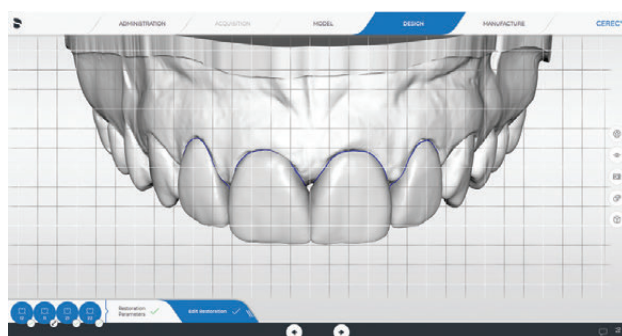 ADMINISTRATION
ACQUISITION
MODEL
DESIGN
MANUFACTURE
CEREC
Restoration
Parameters
Edit Restoration